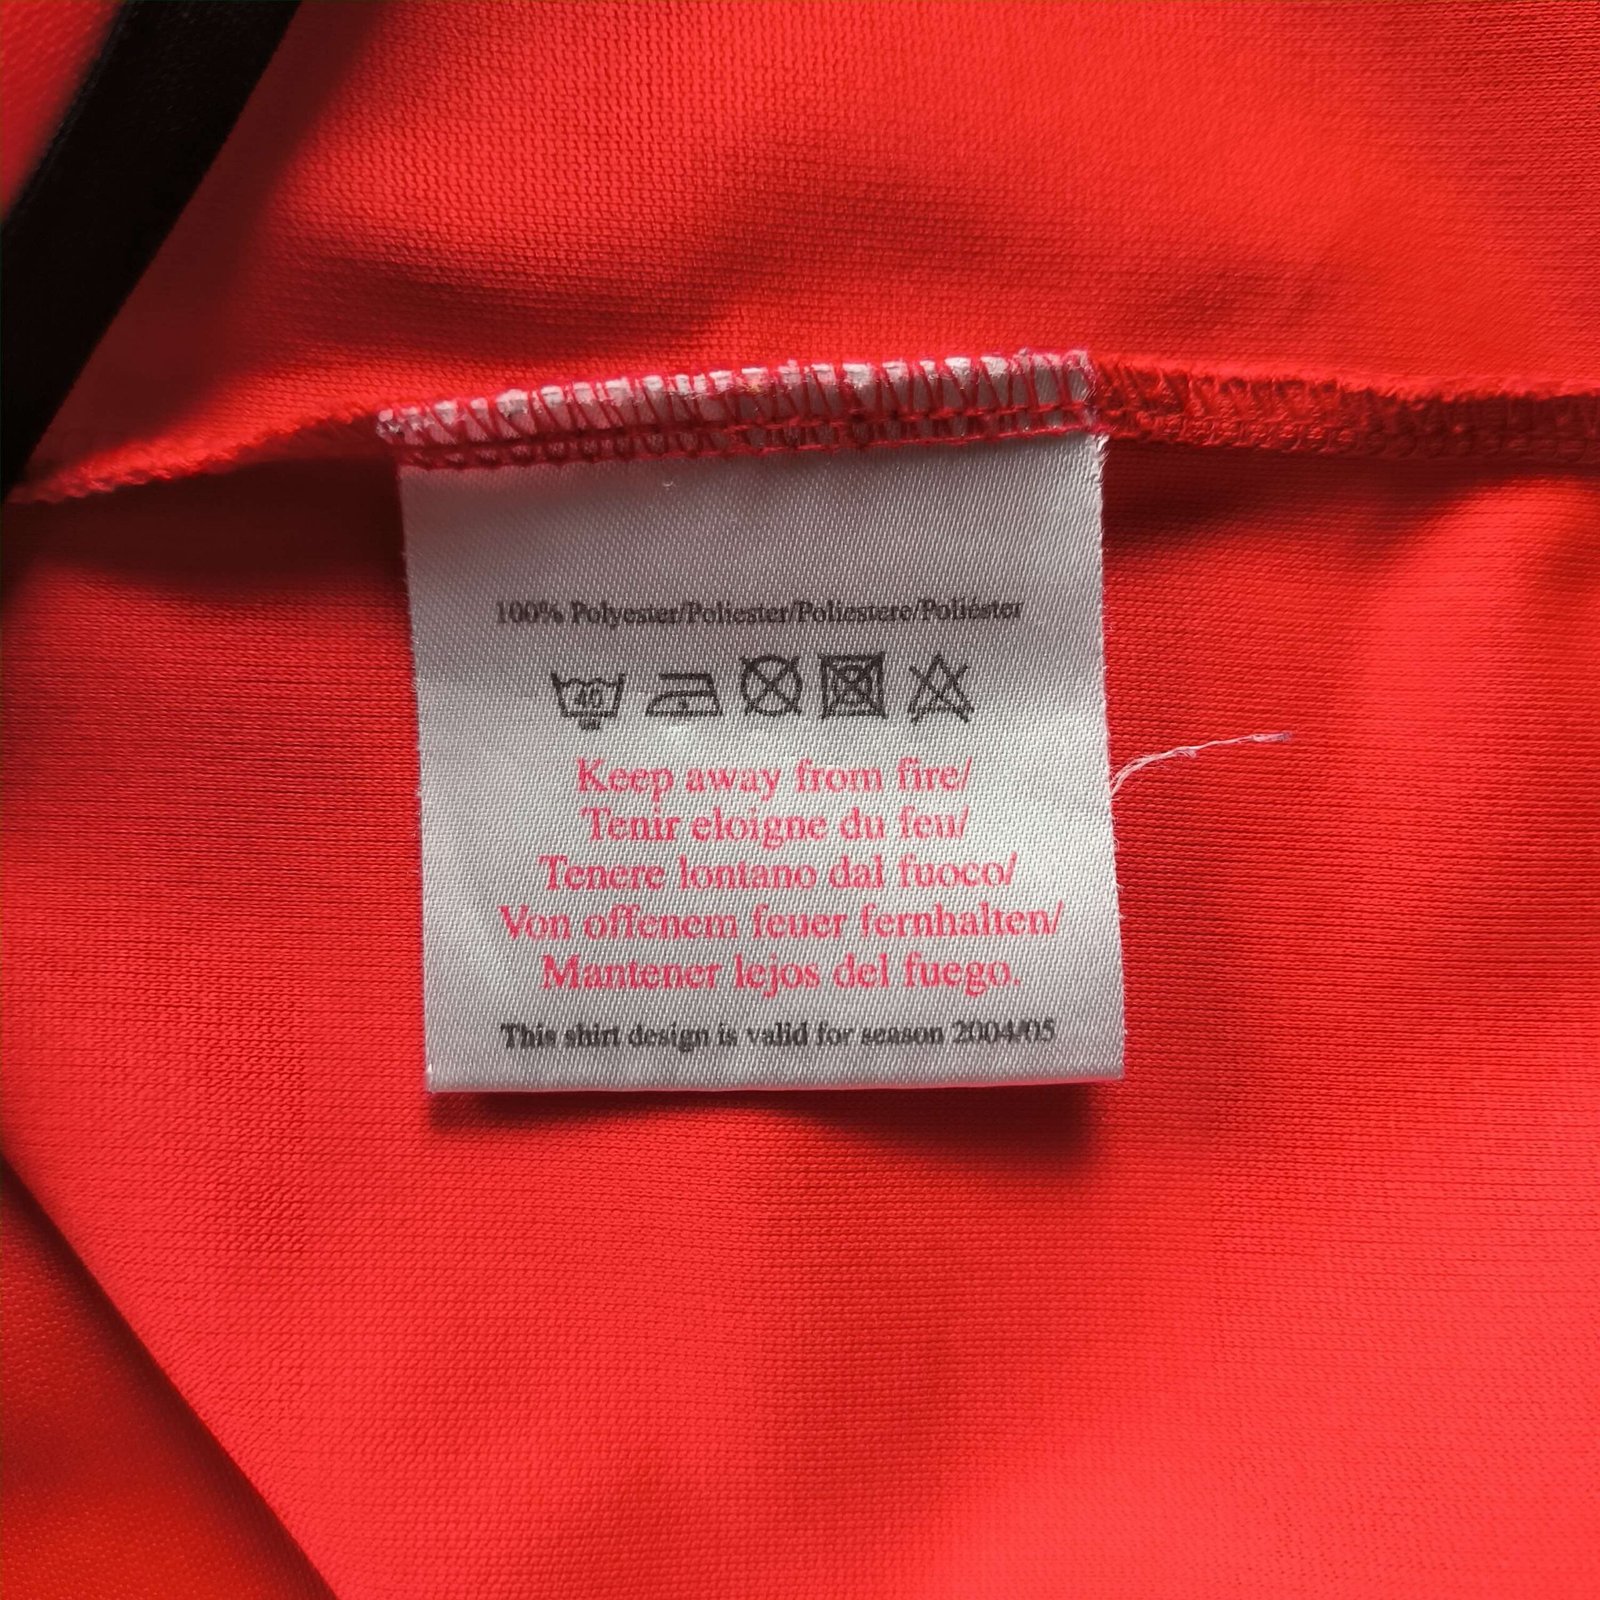 100% Polyester/Poliester/Poliestere/Poliéster
40
Keep away from fire/
Tenir eloigne du feu/
Tenere lontano dal fuoco/
Von offenem feuer fernhalten/
Mantener lejos del fuego.
This shirt design is valid for season 2004/05